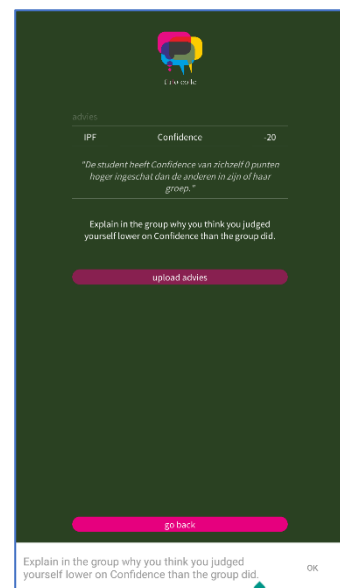 advies
IPF Confidence -20
"De student heeft Confidence van zichzelf 0 punten
hoger ingeschat dan de anderen in zijn of haar
groep."
Explain in the group why you think you judged
yourself lower on Confidence than the group did.
upload advies
go back
Explain in the group why you think you judged
yourself lower on Confidence than the group did.
OK